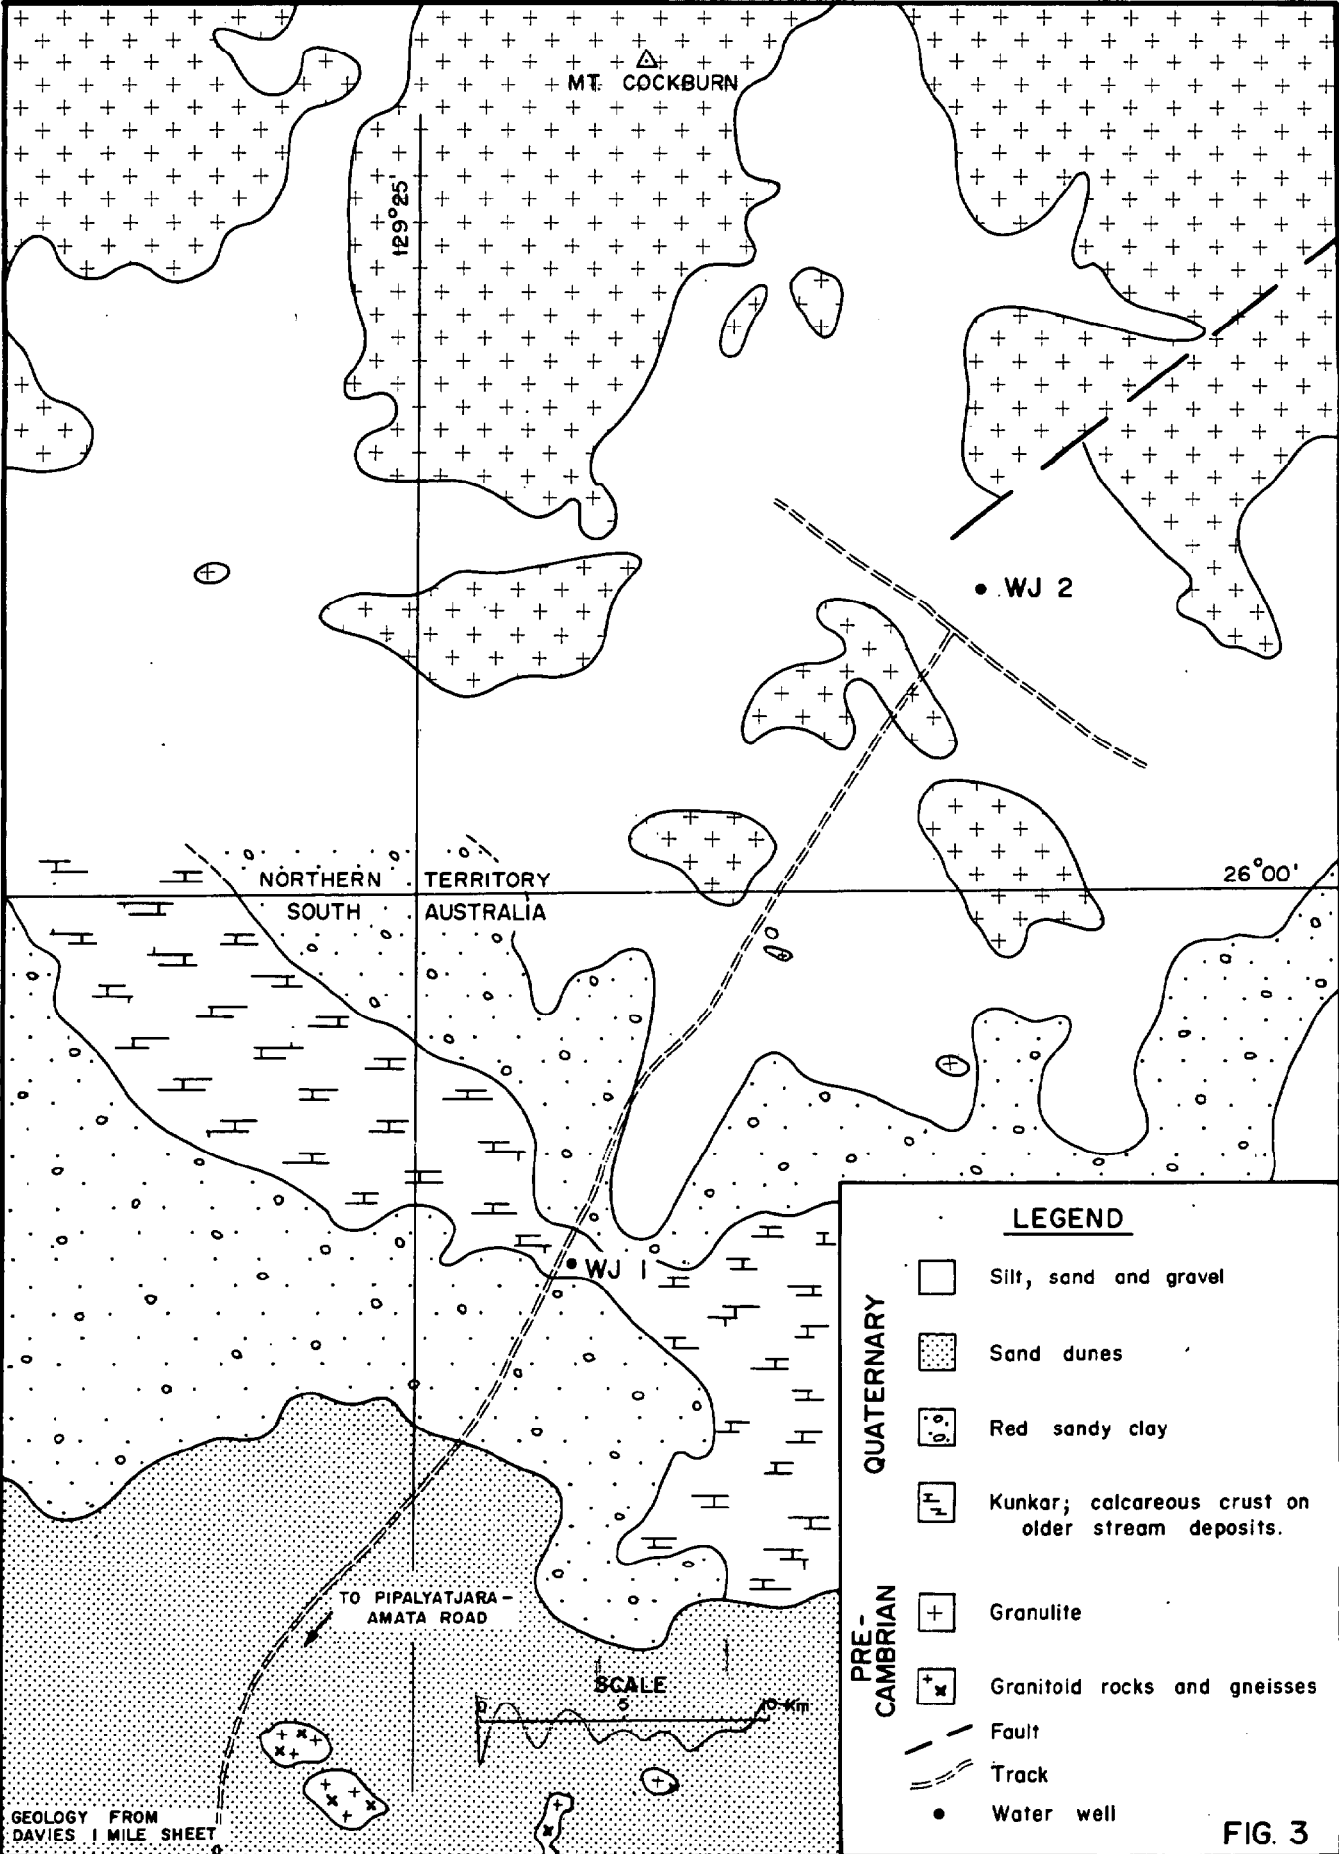 MT. COCKBURN
129°25'
WJ 2
26°00'
NORTHERN TERRITORY
SOUTH AUSTRALIA
WJ 1
TO PIPALYATJARA-
AMATA ROAD
SCALE
0 5 10 Km
GEOLOGY FROM
DAVIES 1 MILE SHEET
LEGEND
QUATERNARY
Silt, sand and gravel
Sand dunes
Red sandy clay
Kunkar; calcareous crust on
older stream deposits.
PRE-
CAMBRIAN
Granulite
Granitoid rocks and gneisses
Fault
Track
Water well
FIG. 3